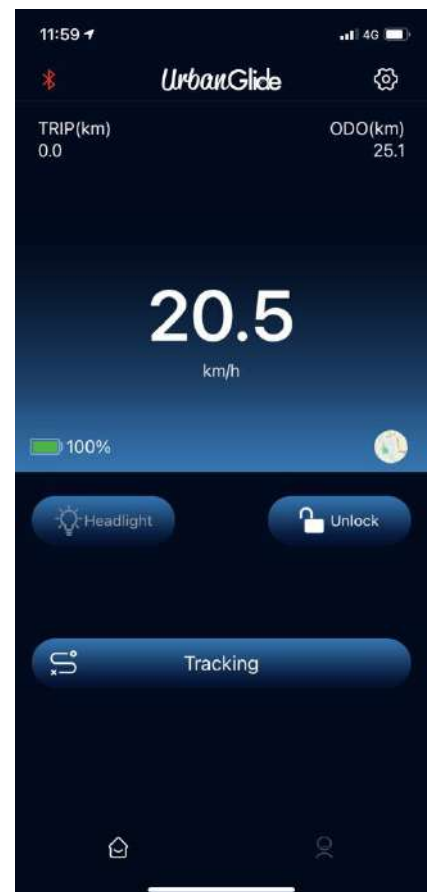 11:59
4G
UrbanGlide
TRIP(km)
ODO(km)
0.0
25.1
20.5
km/h
100%
Headlight
Unlock
Tracking